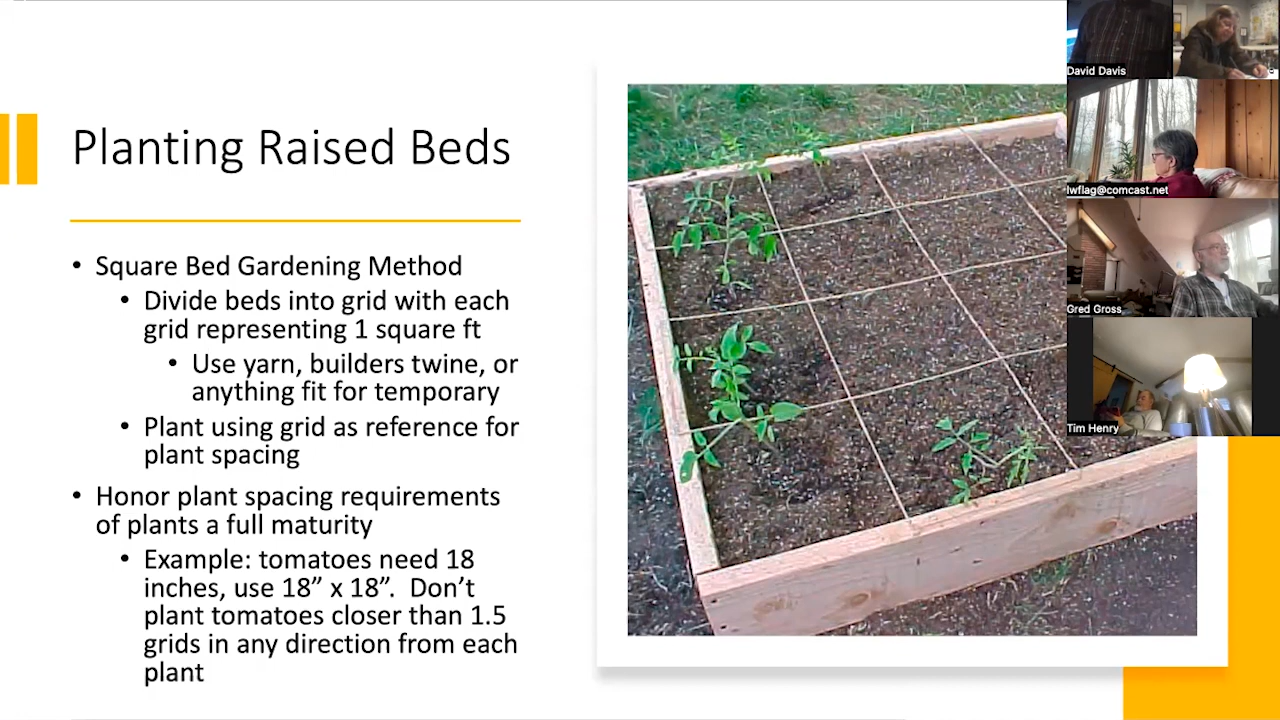 Planting Raised Beds
• Square Bed Gardening Method
• Divide beds into grid with each
grid representing 1 square ft
• Use yarn, builders twine, or
anything fit for temporary
• Plant using grid as reference for
plant spacing
• Honor plant spacing requirements
of plants a full maturity
• Example: tomatoes need 18
inches, use 18” x 18”. Don’t
plant tomatoes closer than 1.5
grids in any direction from each
plant
David Davis
lwflag@comcast.net
Gred Gross
Tim Henry